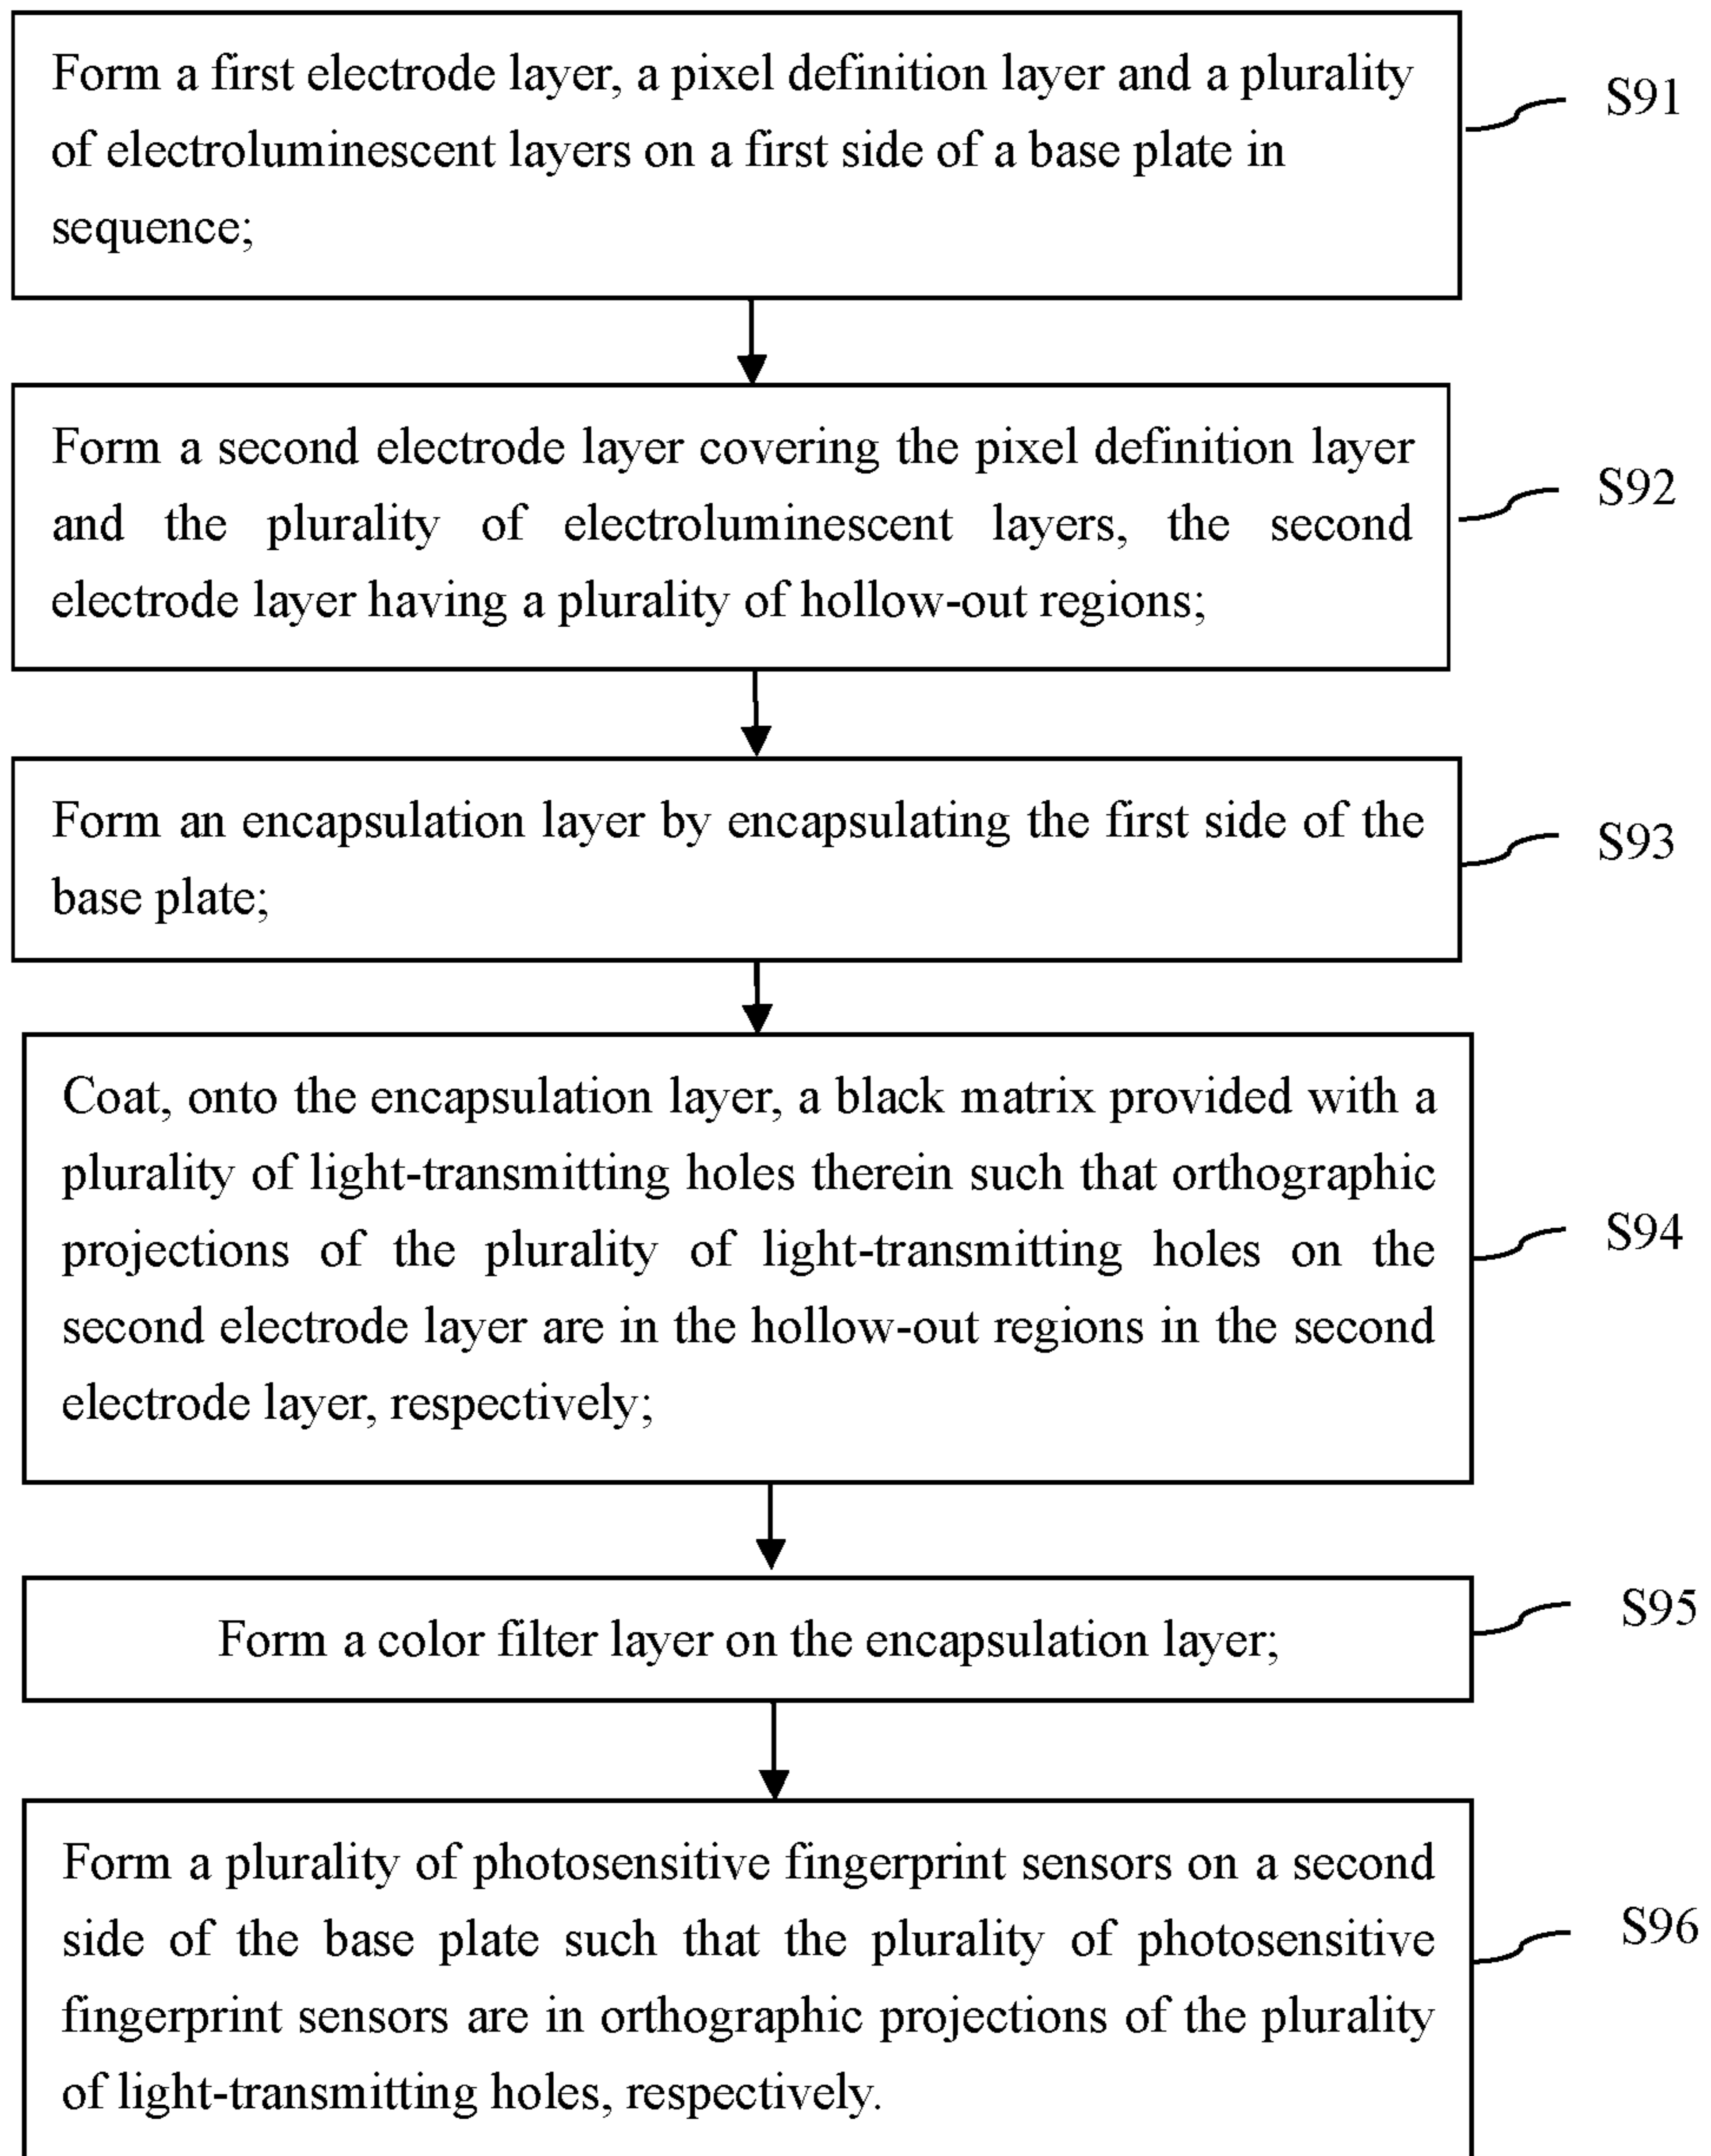 Form a first electrode layer, a pixel definition layer and a plurality
of electroluminescent layers on a first side of a base plate in
sequence;
S91
Form a second electrode layer covering the pixel definition layer
and the plurality of electroluminescent layers, the second
electrode layer having a plurality of hollow-out regions;
S92
Form an encapsulation layer by encapsulating the first side of the
base plate;
S93
Coat, onto the encapsulation layer, a black matrix provided with a
plurality of light-transmitting holes therein such that orthographic
projections of the plurality of light-transmitting holes on the
second electrode layer are in the hollow-out regions in the second
electrode layer, respectively;
S94
Form a color filter layer on the encapsulation layer;
S95
Form a plurality of photosensitive fingerprint sensors on a second
side of the base plate such that the plurality of photosensitive
fingerprint sensors are in orthographic projections of the plurality
of light-transmitting holes, respectively.
S96